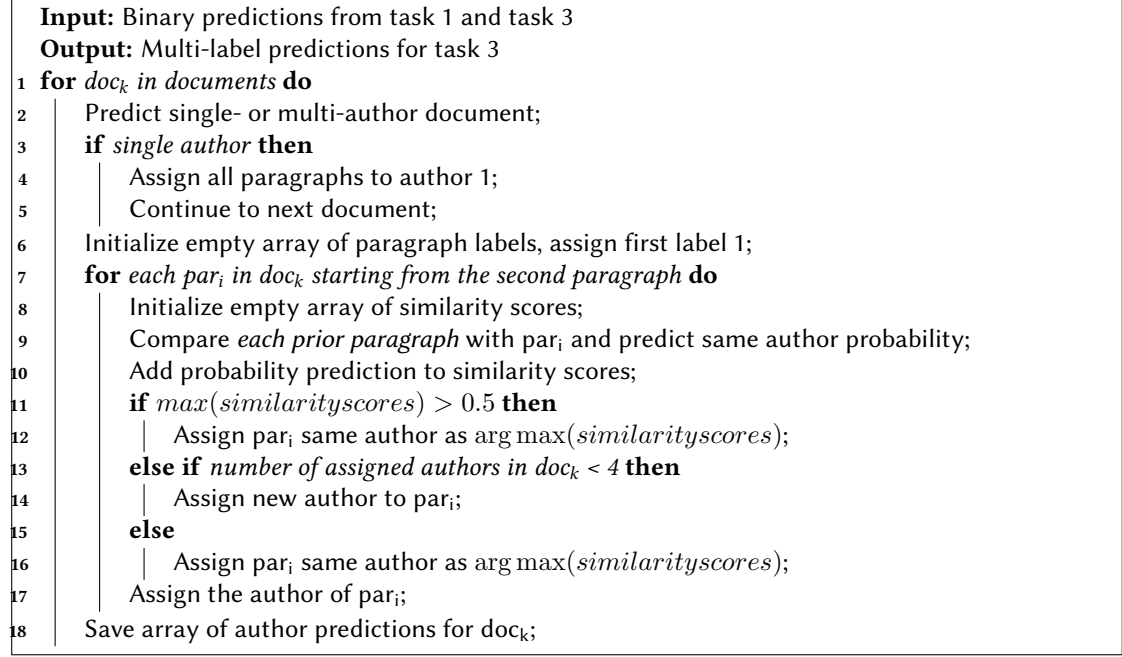 Input: Binary predictions from task 1 and task 3
Output: Multi-label predictions for task 3
1 for doc_k in documents do
2 Predict single- or multi-author document;
3 if single author then
4 Assign all paragraphs to author 1;
5 Continue to next document;
6 Initialize empty array of paragraph labels, assign first label 1;
7 for each par_i in doc_k starting from the second paragraph do
8 Initialize empty array of similarity scores;
9 Compare each prior paragraph with par_i and predict same author probability;
10 Add probability prediction to similarity scores;
11 if max(similarityscores) > 0.5 then
12 Assign par_i same author as arg max(similarityscores);
13 else if number of assigned authors in doc_k < 4 then
14 Assign new author to par_i;
15 else
16 Assign par_i same author as arg max(similarityscores);
17 Assign the author of par_i;
18 Save array of author predictions for doc_k;